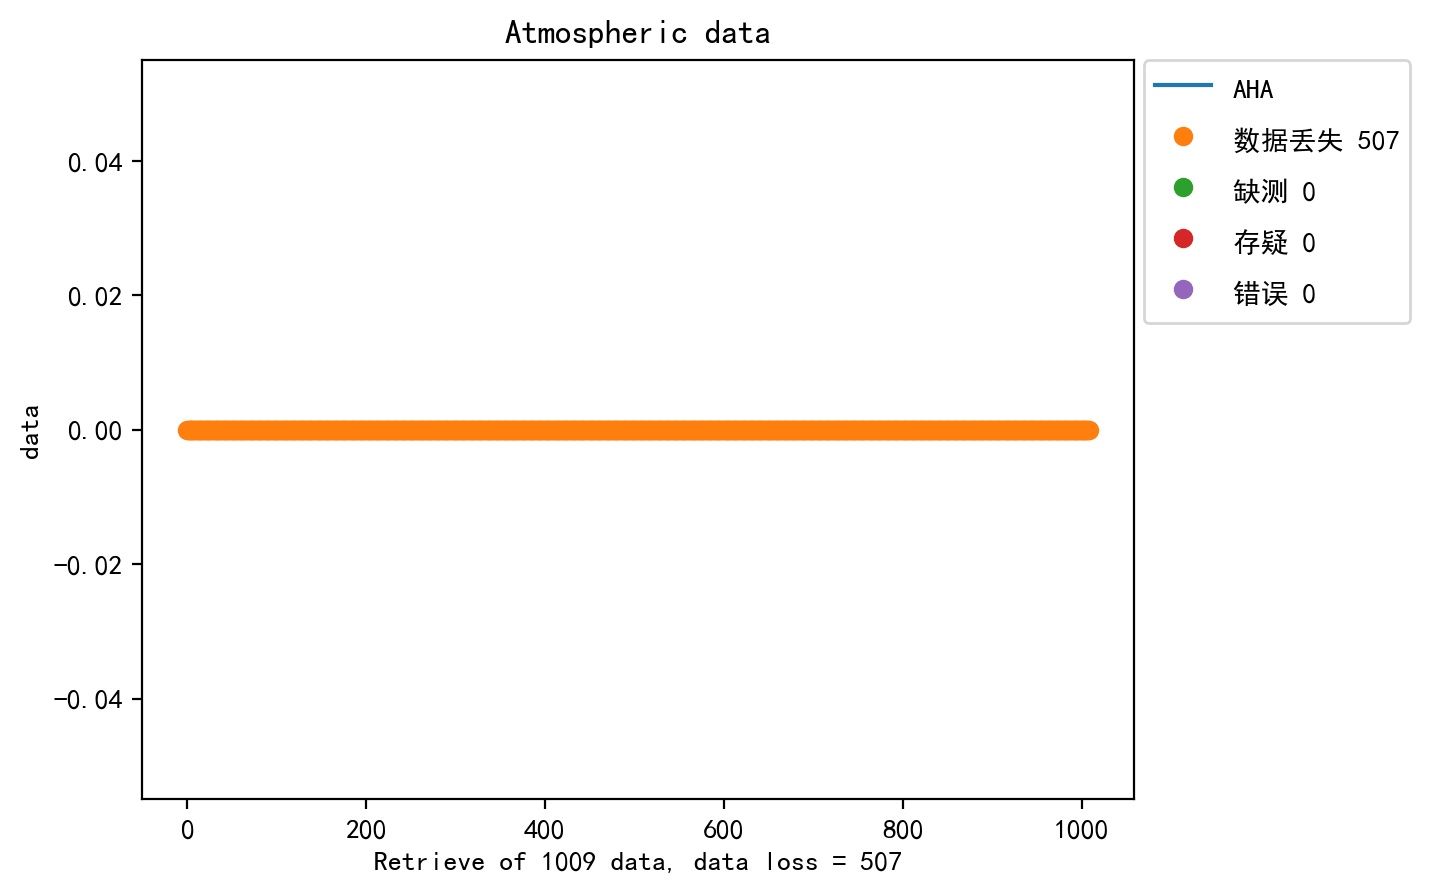 Atmospheric data
AHA
数据丢失 507
缺测 0
存疑 0
错误 0
data
0.04
0.02
0.00
-0.02
-0.04
0 200 400 600 800 1000
Retrieve of 1009 data, data loss = 507